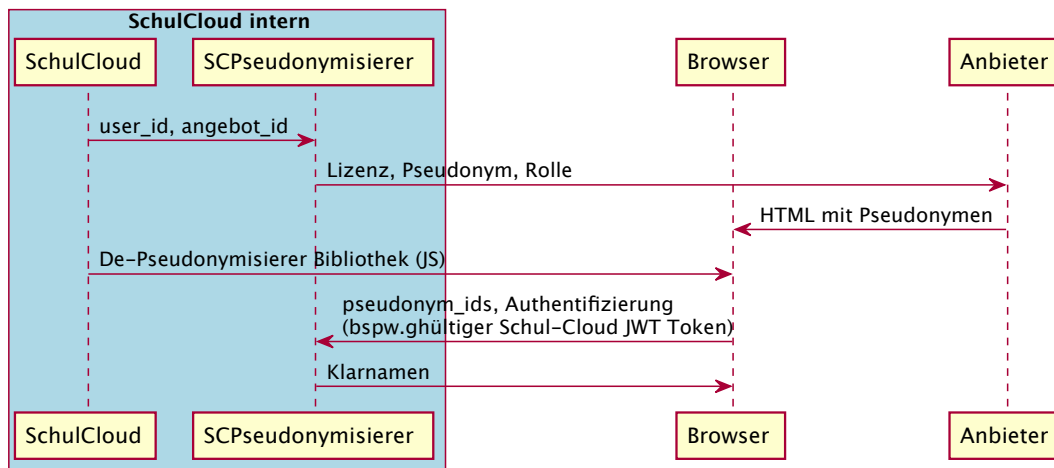 SchulCloud intern
SchulCloud
SCPseudonymisierer
Browser
Anbieter
user_id, angebot_id
Lizenz, Pseudonym, Rolle
HTML mit Pseudonymen
De-Pseudonymisierer Bibliothek (JS)
pseudonym_ids, Authentifizierung
(bspw.ghültiger Schul-Cloud JWT Token)
Klarnamen
SchulCloud
SCPseudonymisierer
Browser
Anbieter